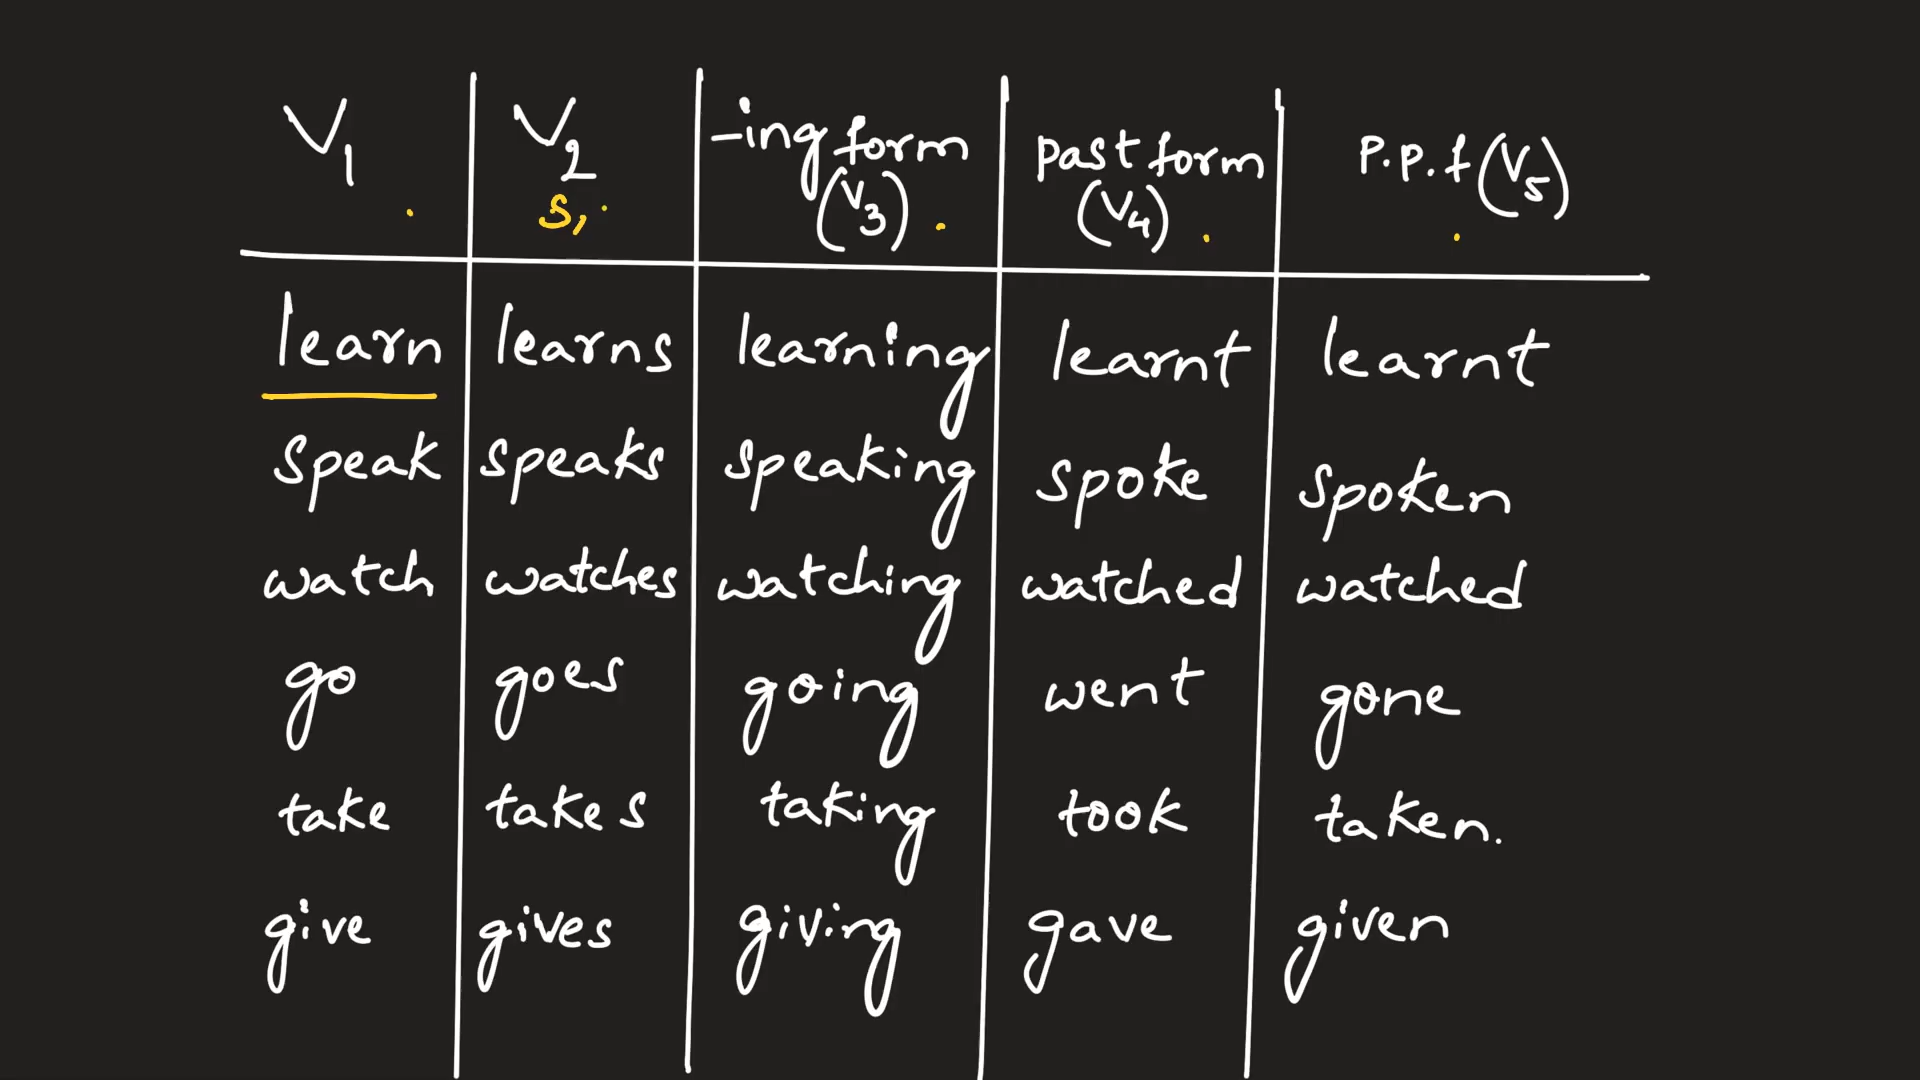 V1 V2 -ing form past form P.P.f (V5)
s, (V3) (V4)
learn learns learning learnt learnt
speak speaks speaking spoke spoken
watch watches watching watched watched
go goes going went gone
take takes taking took taken.
give gives giving gave given